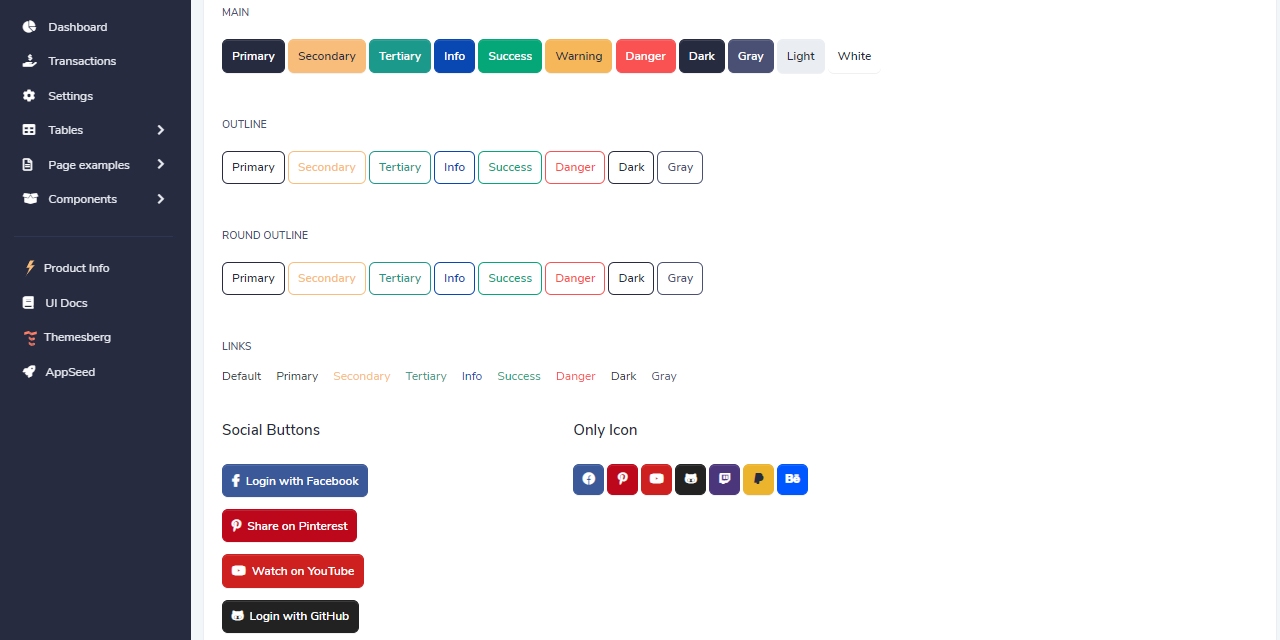 Dashboard
Transactions
Settings
Tables
Page examples
Components
Product Info
UI Docs
Themesberg
AppSeed
MAIN
Primary Secondary Tertiary Info Success Warning Danger Dark Gray Light White
OUTLINE
Primary Secondary Tertiary Info Success Danger Dark Gray
ROUND OUTLINE
Primary Secondary Tertiary Info Success Danger Dark Gray
LINKS
Default Primary Secondary Tertiary Info Success Danger Dark Gray
Social Buttons
Login with Facebook
Share on Pinterest
Watch on YouTube
Login with GitHub
Only Icon
Bē